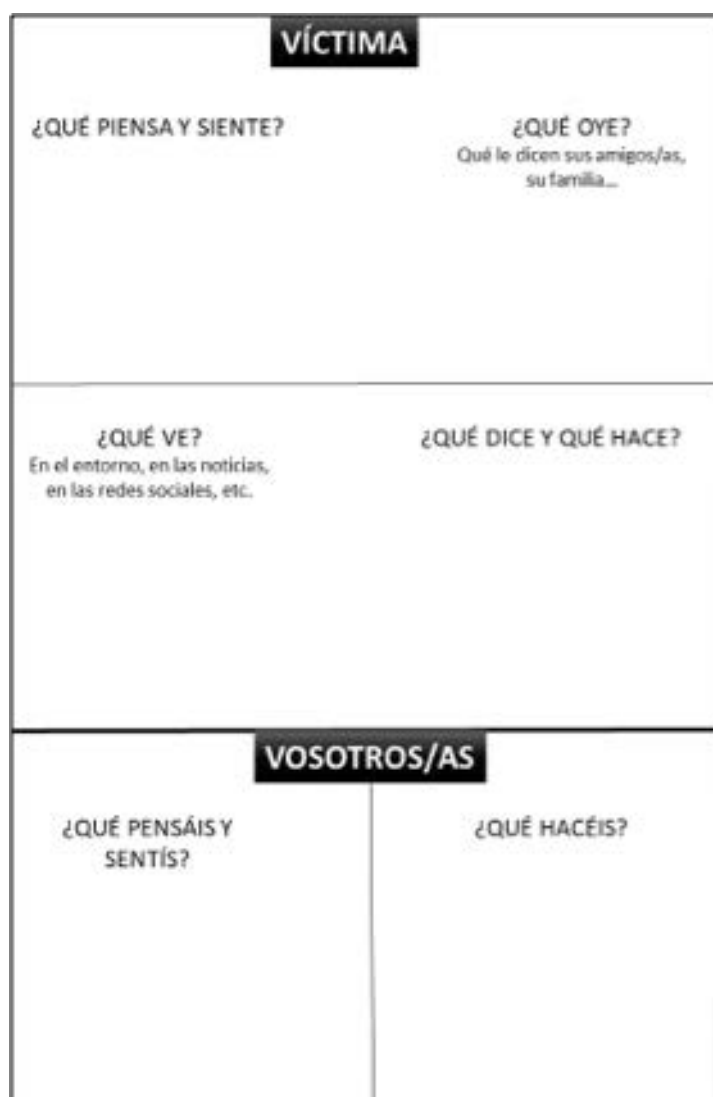 VÍCTIMA
¿QUÉ PIENSA Y SIENTE?
¿QUÉ OYE?
Qué le dicen sus amigos/as,
su familia...
¿QUÉ VE?
En el entorno, en las noticias,
en las redes sociales, etc.
¿QUÉ DICE Y QUÉ HACE?
VOSOTROS/AS
¿QUÉ PENSÁIS Y
SENTÍS?
¿QUÉ HACÉIS?